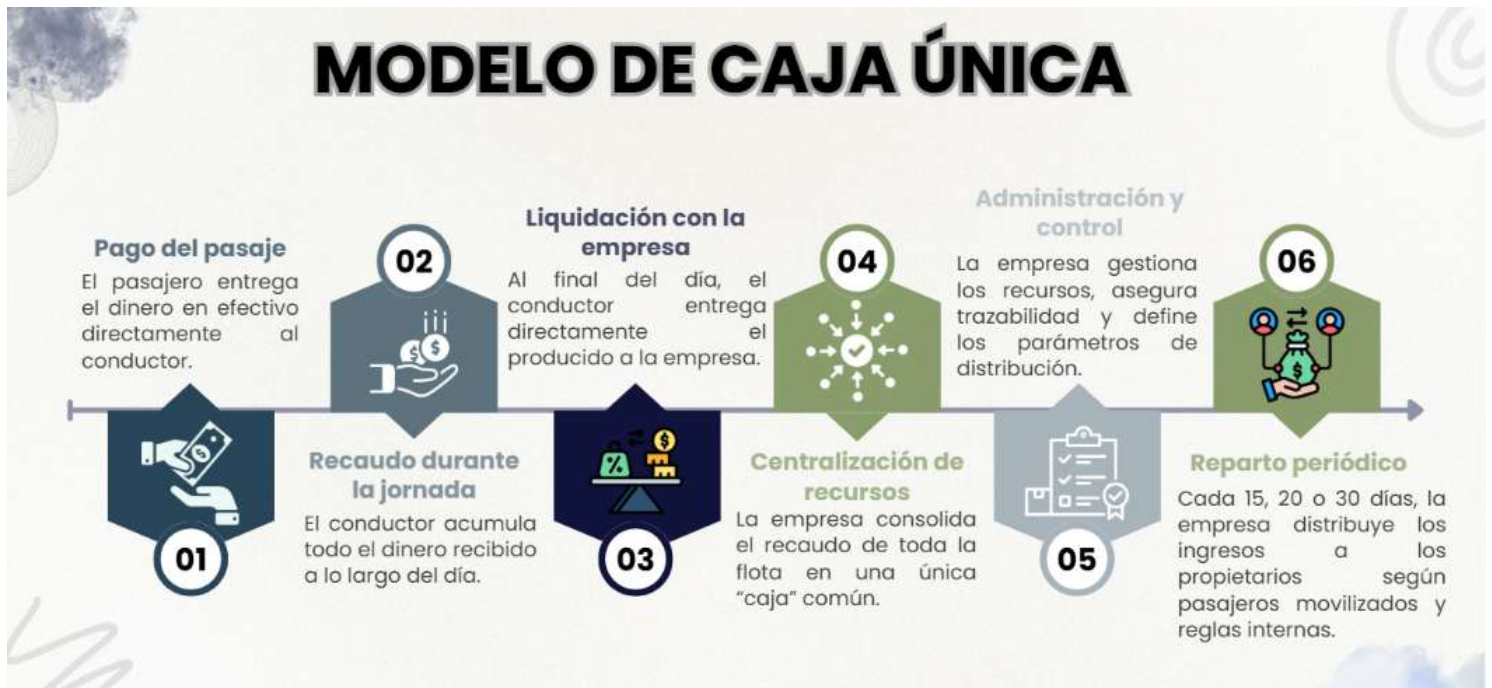 MODELO DE CAJA ÚNICA
Pago del pasaje
El pasajero entrega
el dinero en efectivo
directamente al
conductor.
01
02
Recaudo durante
la jornada
El conductor acumula
todo el dinero recibido
a lo largo del día.
Liquidación con la
empresa
Al final del día, el
conductor entrega
directamente el
producido a la empresa.
03
04
Centralización de
recursos
La empresa consolida
el recaudo de toda la
flota en una única
“caja” común.
Administración y
control
La empresa gestiona
los recursos, asegura
trazabilidad y define
los parámetros de
distribución.
05
06
Reparto periódico
Cada 15, 20 o 30 días, la
empresa distribuye los
ingresos a los
propietarios según
pasajeros movilizados y
reglas internas.